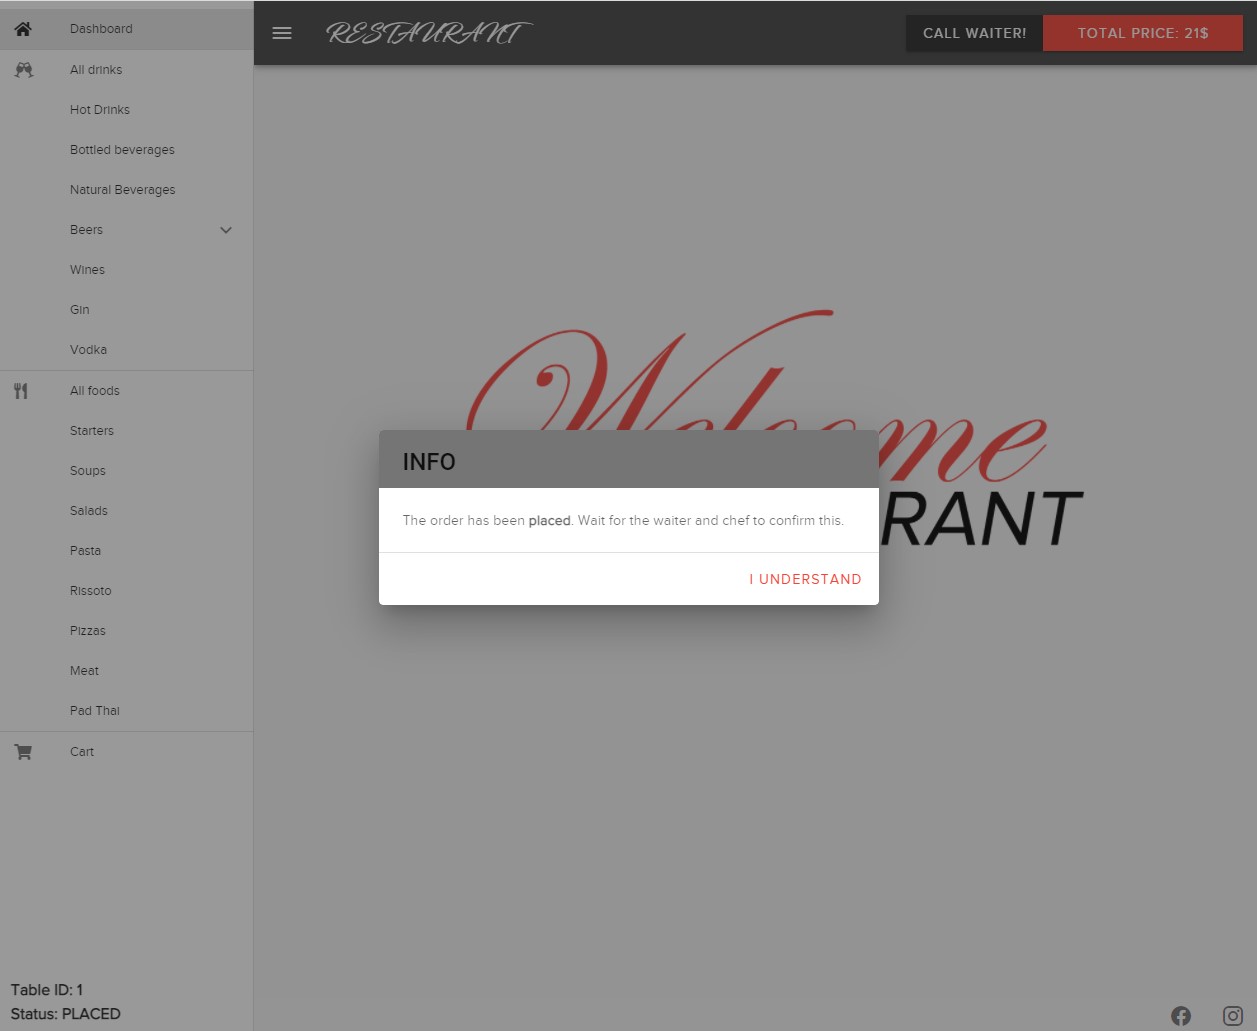 Dashboard
RESTAURANT
CALL WAITER!
TOTAL PRICE: 21$
All drinks
Hot Drinks
Bottled beverages
Natural Beverages
Beers
Wines
Gin
Vodka
All foods
Starters
Soups
Salads
Pasta
Rissoto
Pizzas
Meat
Pad Thai
Cart
Table ID: 1
Status: PLACED
Welcome
RANT
INFO
The order has been placed. Wait for the waiter and chef to confirm this.
I UNDERSTAND